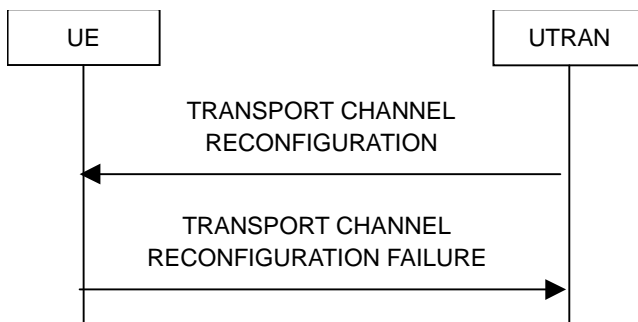 UE
UTRAN
TRANSPORT CHANNEL
RECONFIGURATION
TRANSPORT CHANNEL
RECONFIGURATION FAILURE